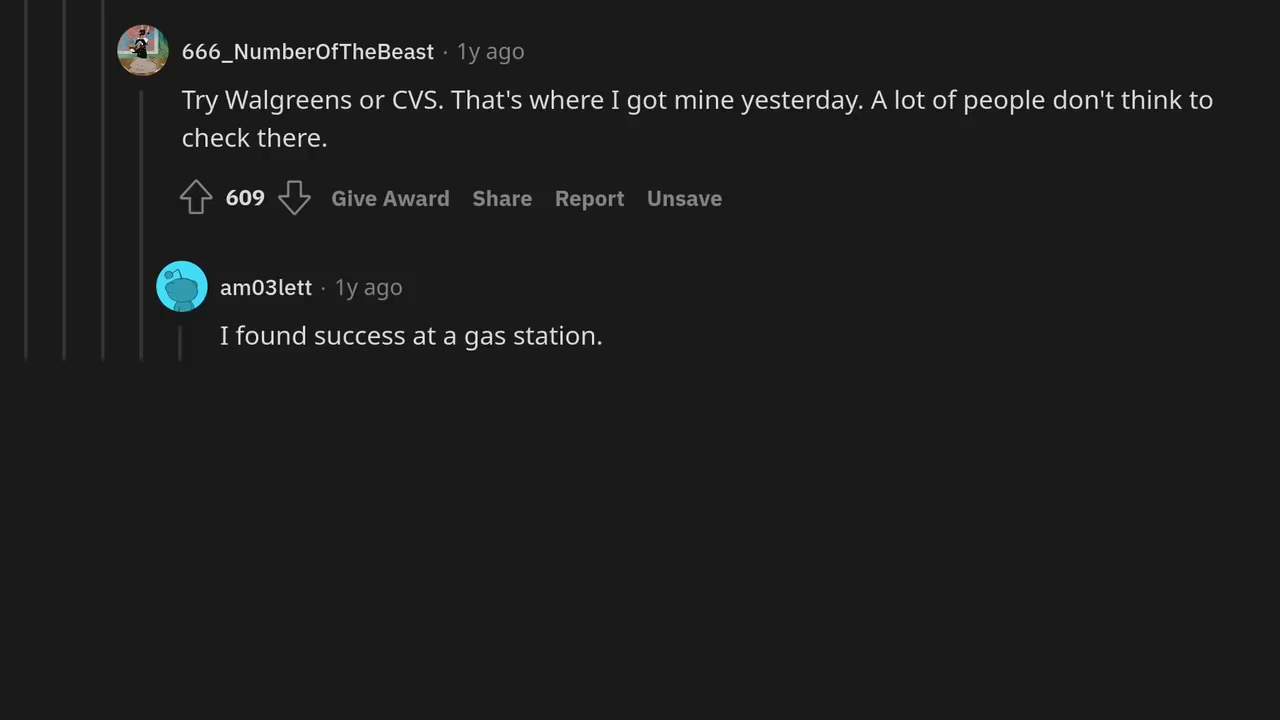 666_NumberOfTheBeast · 1y ago
Try Walgreens or CVS. That's where I got mine yesterday. A lot of people don't think to
check there.
609 Give Award Share Report Unsave
am03lett · 1y ago
I found success at a gas station.